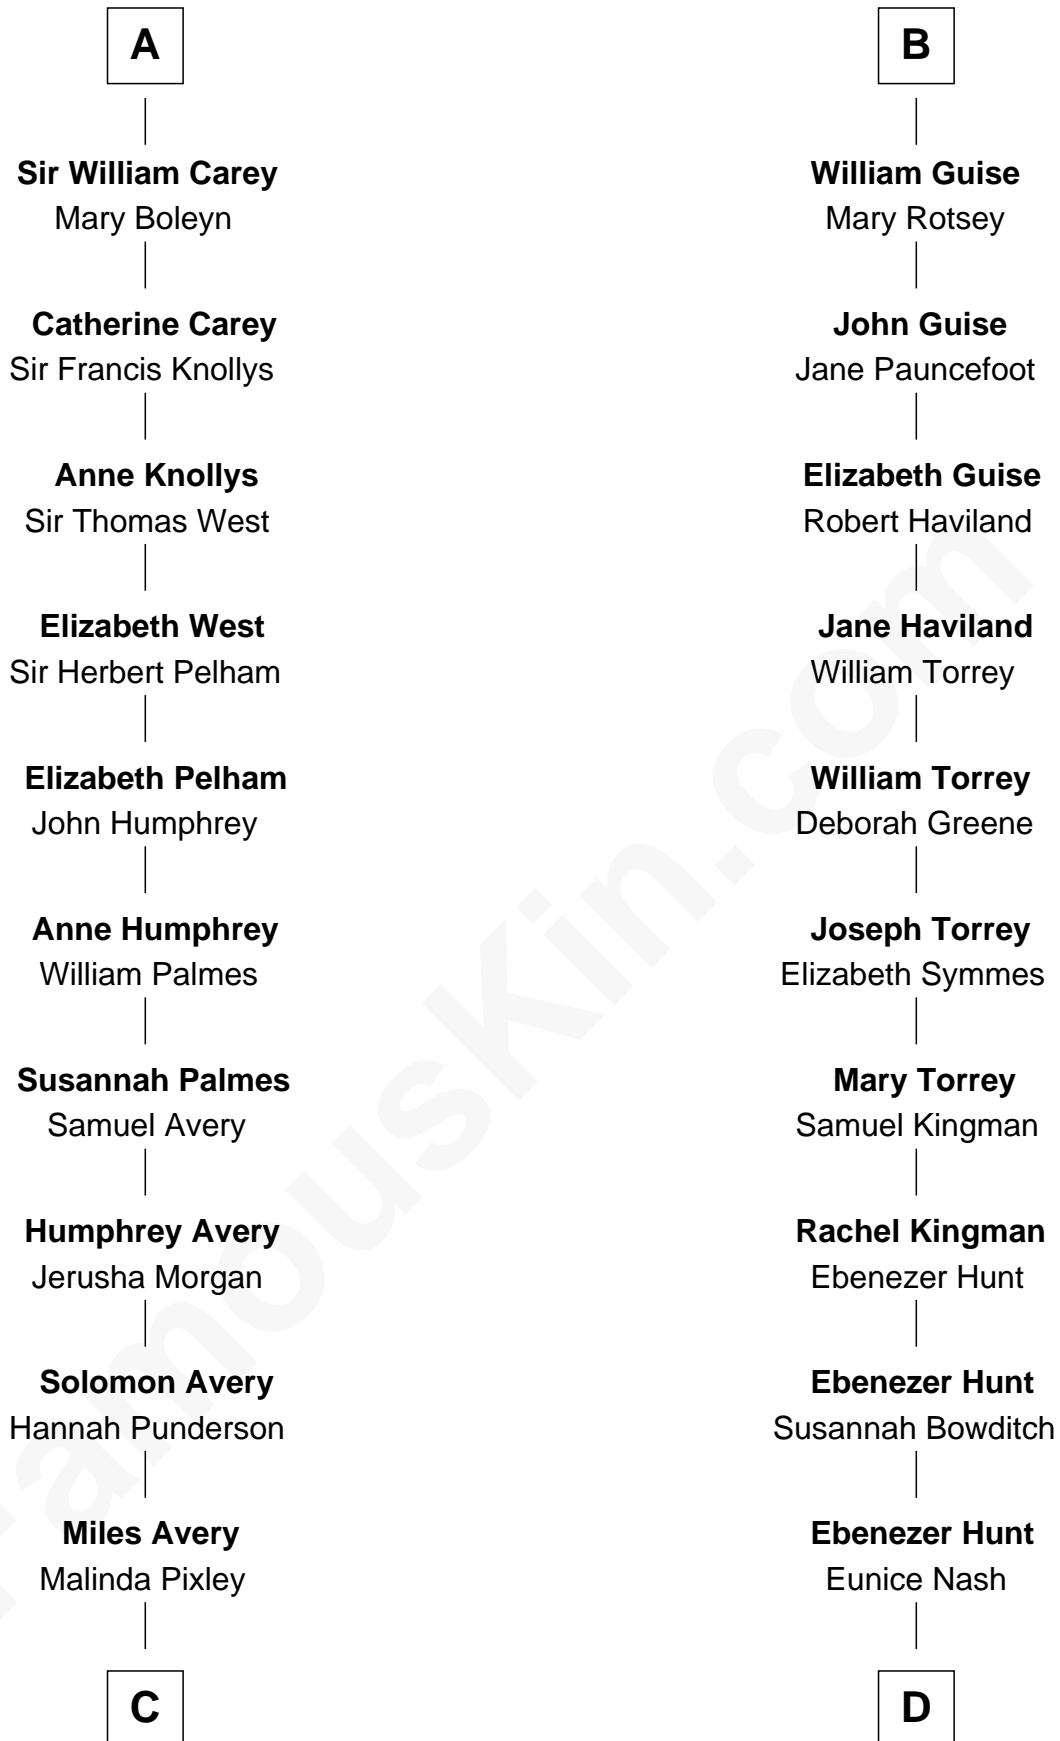 A
Sir William Carey
Mary Boleyn
Catherine Carey
Sir Francis Knollys
Anne Knollys
Sir Thomas West
Elizabeth West
Sir Herbert Pelham
Elizabeth Pelham
John Humphrey
Anne Humphrey
William Palmes
Susannah Palmes
Samuel Avery
Humphrey Avery
Jerusha Morgan
Solomon Avery
Hannah Punderson
Miles Avery
Malinda Pixley
C
B
William Guise
Mary Rotsey
John Guise
Jane Pauncefoot
Elizabeth Guise
Robert Haviland
Jane Haviland
William Torrey
William Torrey
Deborah Greene
Joseph Torrey
Elizabeth Symmes
Mary Torrey
Samuel Kingman
Rachel Kingman
Ebenezer Hunt
Ebenezer Hunt
Susannah Bowditch
Ebenezer Hunt
Eunice Nash
D
FamousKin.com